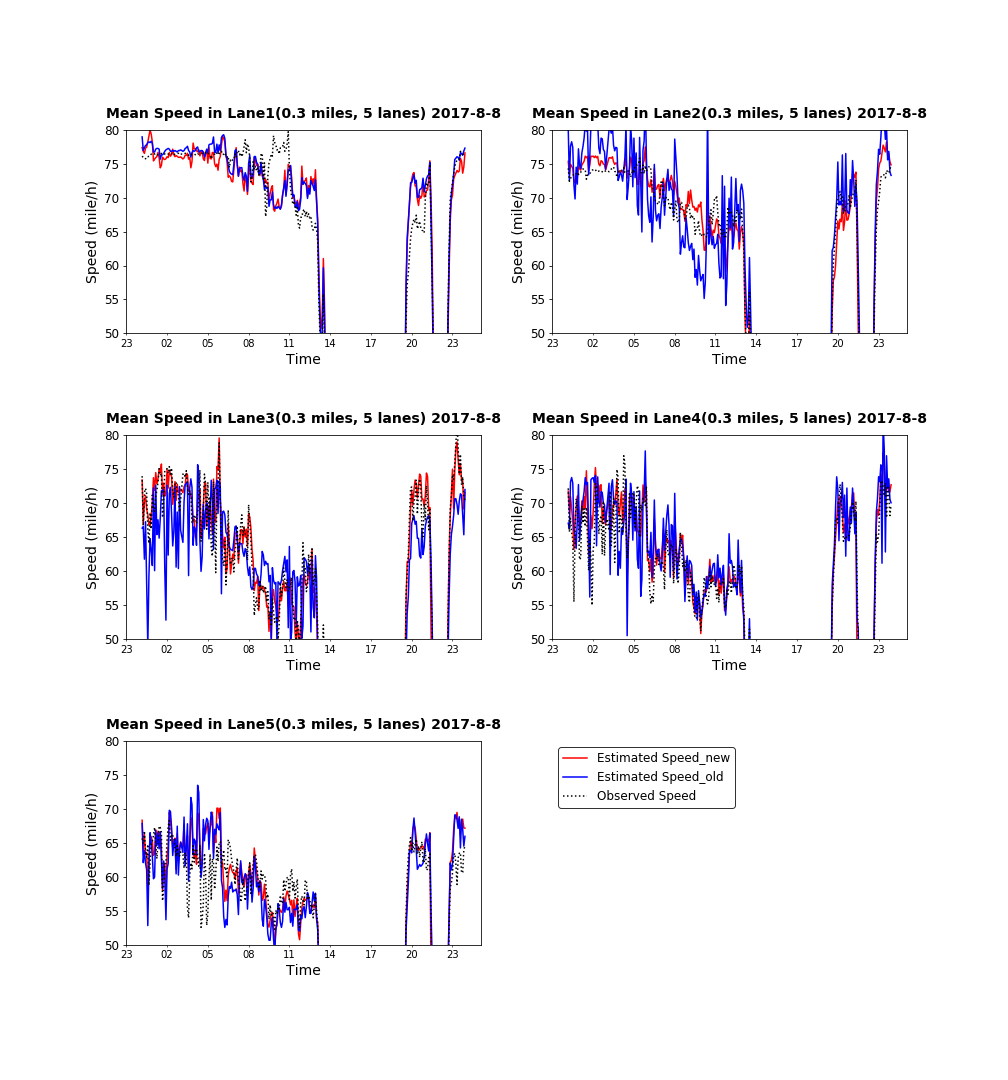 Mean Speed in Lane1(0.3 miles, 5 lanes) 2017-8-8
80
75
70
65
60
55
50
Speed (mile/h)
23 02 05 08 11 14 17 20 23
Time
Mean Speed in Lane2(0.3 miles, 5 lanes) 2017-8-8
80
75
70
65
60
55
50
Speed (mile/h)
23 02 05 08 11 14 17 20 23
Time
Mean Speed in Lane3(0.3 miles, 5 lanes) 2017-8-8
80
75
70
65
60
55
50
Speed (mile/h)
23 02 05 08 11 14 17 20 23
Time
Mean Speed in Lane4(0.3 miles, 5 lanes) 2017-8-8
80
75
70
65
60
55
50
Speed (mile/h)
23 02 05 08 11 14 17 20 23
Time
Mean Speed in Lane5(0.3 miles, 5 lanes) 2017-8-8
80
75
70
65
60
55
50
Speed (mile/h)
23 02 05 08 11 14 17 20 23
Time
Estimated Speed_new
Estimated Speed_old
Observed Speed